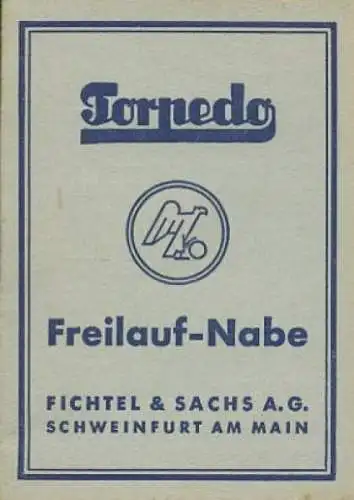 Torpedo
Freilauf-Nabe
FICHTEL & SACHS A.G.
SCHWEINFURT AM MAIN